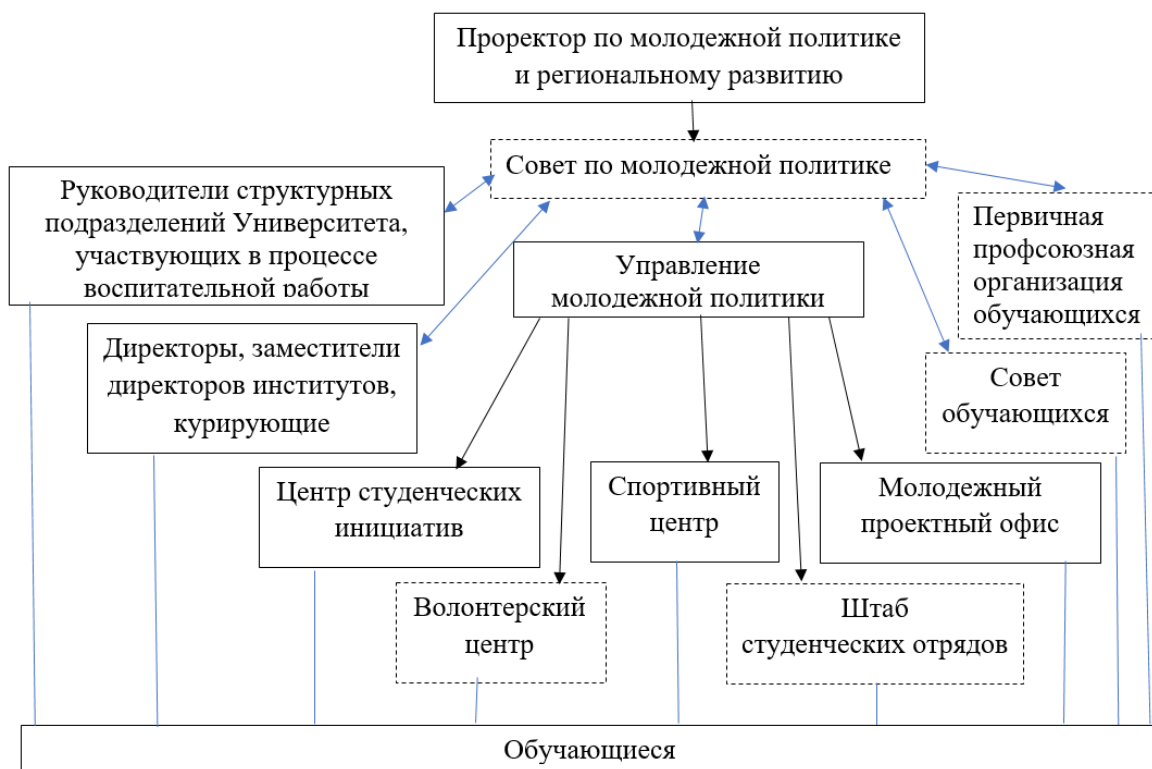 Проректор по молодежной политике
и региональному развитию
Совет по молодежной политике
Руководители структурных
подразделений Университета,
участвующих в процессе
воспитательной работы
Первичная
профсоюзная
организация
обучающихся
Управление
молодежной политики
Директоры, заместители
директоров институтов,
курирующие
Совет
обучающихся
Центр студенческих
инициатив
Спортивный
центр
Молодежный
проектный офис
Волонтерский
центр
Штаб
студенческих отрядов
Обучающиеся